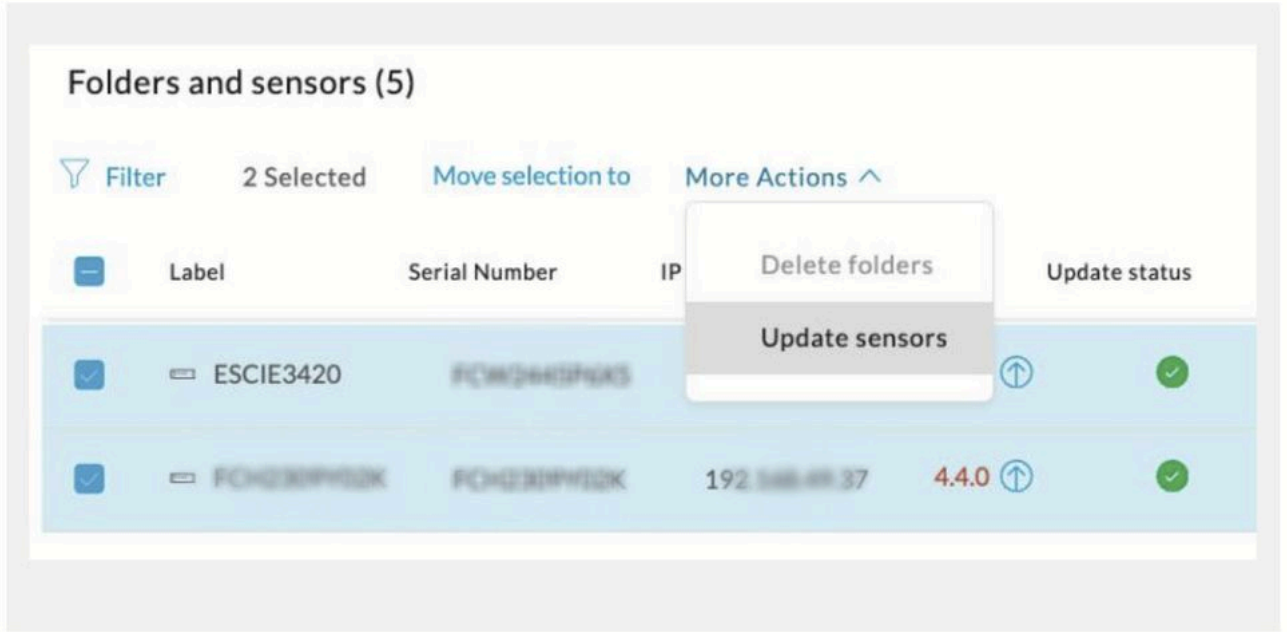 Folders and sensors (5)
Filter 2 Selected Move selection to More Actions
Delete folders
Label Serial Number IP Update status
Update sensors
ESCIE3420
192 37 4.4.0